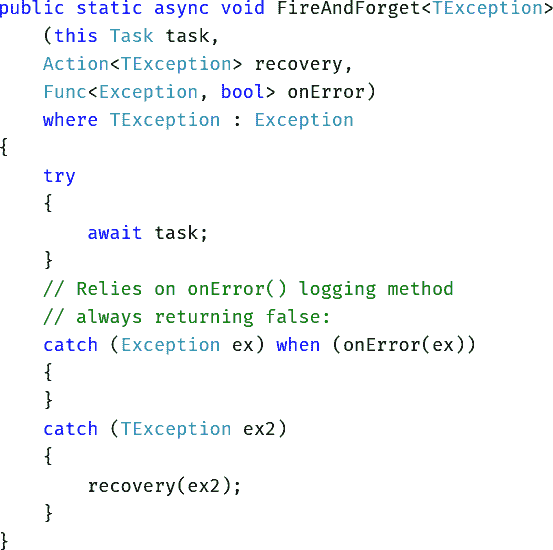 public static async void FireAndForget<TException>
    (this Task task,
    Action<TException> recovery,
    Func<Exception, bool> onError)
    where TException : Exception
{
    try
    {
        await task;
    }
    // Relies on onError() logging method
    // always returning false:
    catch (Exception ex) when (onError(ex))
    {
    }
    catch (TException ex2)
    {
        recovery(ex2);
    }
}